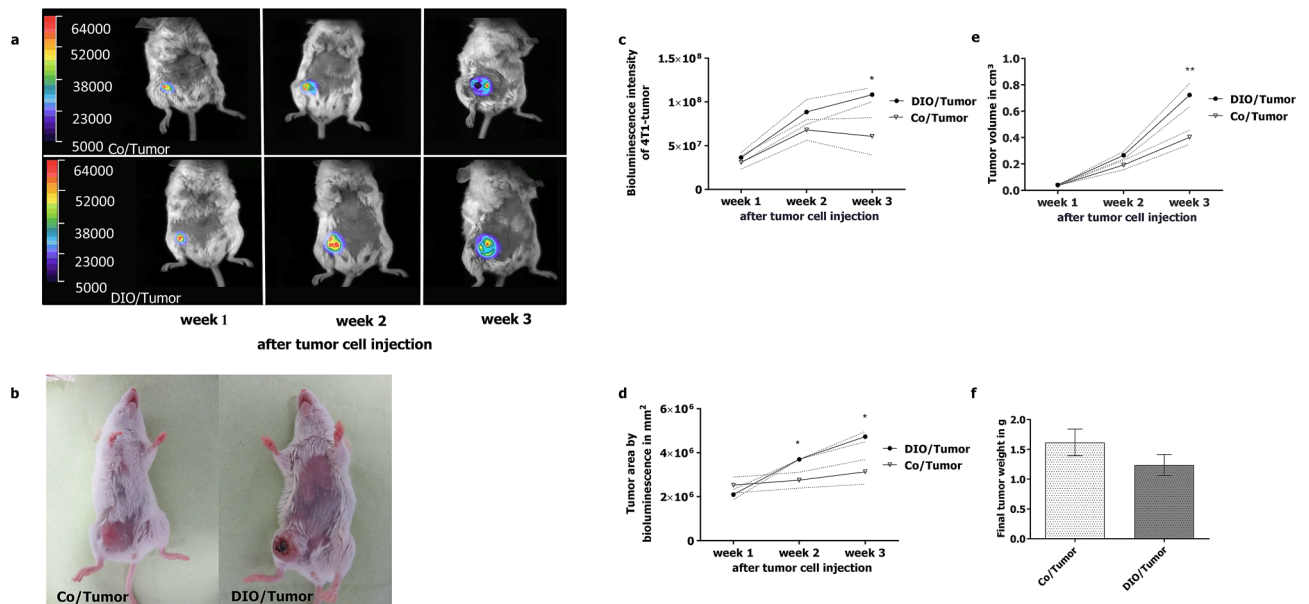 a
64000
52000
38000
23000
5000
Co/Tumor
64000
52000
34000
23000
5000
DIO/Tumor
week 1
week 2
week 3
after tumor cell injection
b
Co/Tumor
DIO/Tumor
c
Bioluminescence intensity
of 4T1-tumor
1.5×10⁸
1×10⁸
5×10⁷
0
*
DIO/Tumor
Co/Tumor
week 1
week 2
week 3
after tumor cell injection
d
Tumor area by
bioluminescence in mm²
6×10⁶
4×10⁶
2×10⁶
0
*
*
DIO/Tumor
Co/Tumor
week 1
week 2
week 3
after tumor cell injection
e
Tumor volume in cm³
1.0
0.8
0.6
0.4
0.2
0.0
**
DIO/Tumor
Co/Tumor
week 1
week 2
week 3
after tumor cell injection
f
Final tumor weight in g
2.0
1.5
1.0
0.5
0.0
Co/Tumor
DIO/Tumor